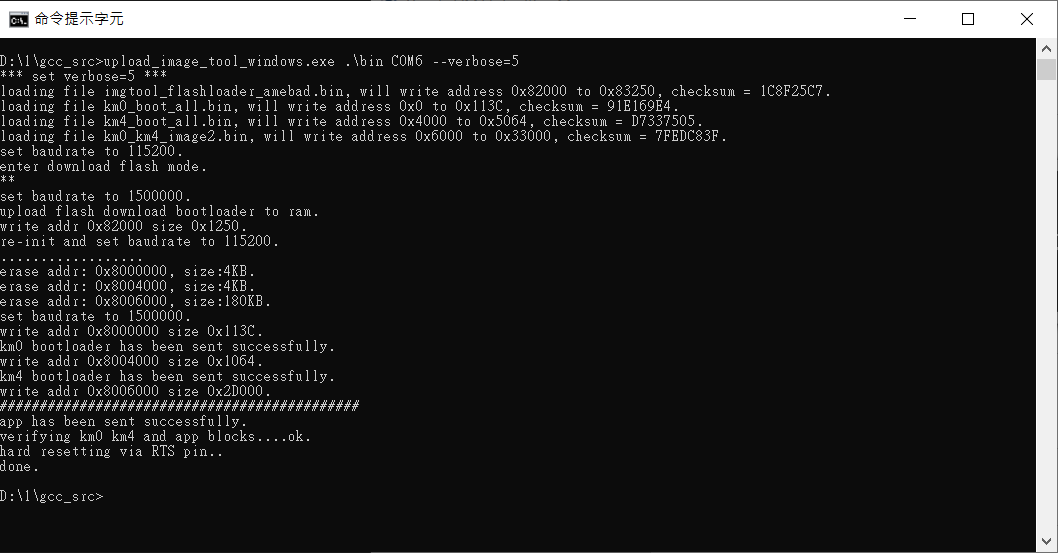 命令提示字元
D:\1\gcc_src>upload_image_tool_windows.exe .\bin COM6 --verbose=5
*** set verbose=5 ***
loading file imgtool_flashloader_amebad.bin, will write address 0x82000 to 0x83250, checksum = 1C8F25C7.
loading file km0_boot_all.bin, will write address 0x0 to 0x113C, checksum = 91E169E4.
loading file km4_boot_all.bin, will write address 0x4000 to 0x5064, checksum = D7337505.
loading file km0_km4_image2.bin, will write address 0x6000 to 0x33000, checksum = 7FEDC83F.
set baudrate to 115200.
enter download flash mode.
**
set baudrate to 1500000.
upload flash download bootloader to ram.
write addr 0x82000 size 0x1250.
re-init and set baudrate to 115200.
..................
erase addr: 0x8000000, size:4KB.
erase addr: 0x8004000, size:4KB.
erase addr: 0x8006000, size:180KB.
set baudrate to 1500000.
write addr 0x8000000 size 0x113C.
km0 bootloader has been sent successfully.
write addr 0x8004000 size 0x1064.
km4 bootloader has been sent successfully.
write addr 0x8006000 size 0x2D000.
#############################################
app has been sent successfully.
verifying km0 km4 and app blocks....ok.
hard resetting via RTS pin..
done.
D:\1\gcc_src>